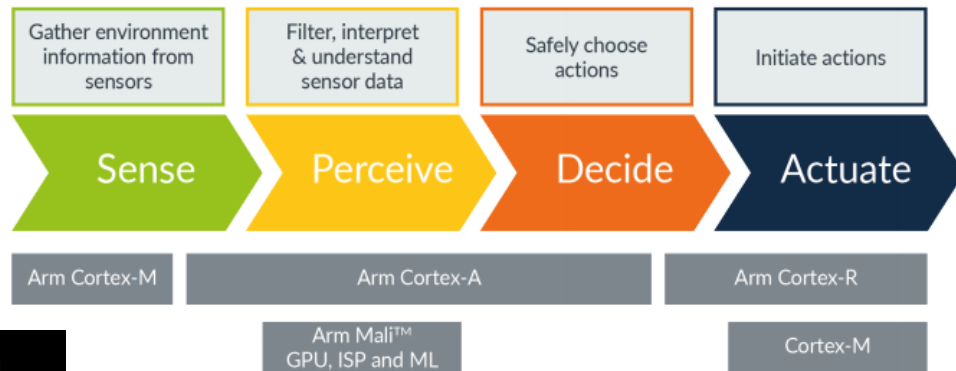 Gather environment
information from
sensors
Filter, interpret
& understand
sensor data
Safely choose
actions
Initiate actions
Sense
Perceive
Decide
Actuate
Arm Cortex-M
Arm Cortex-A
Arm Cortex-R
Arm Mali™
GPU, ISP and ML
Cortex-M